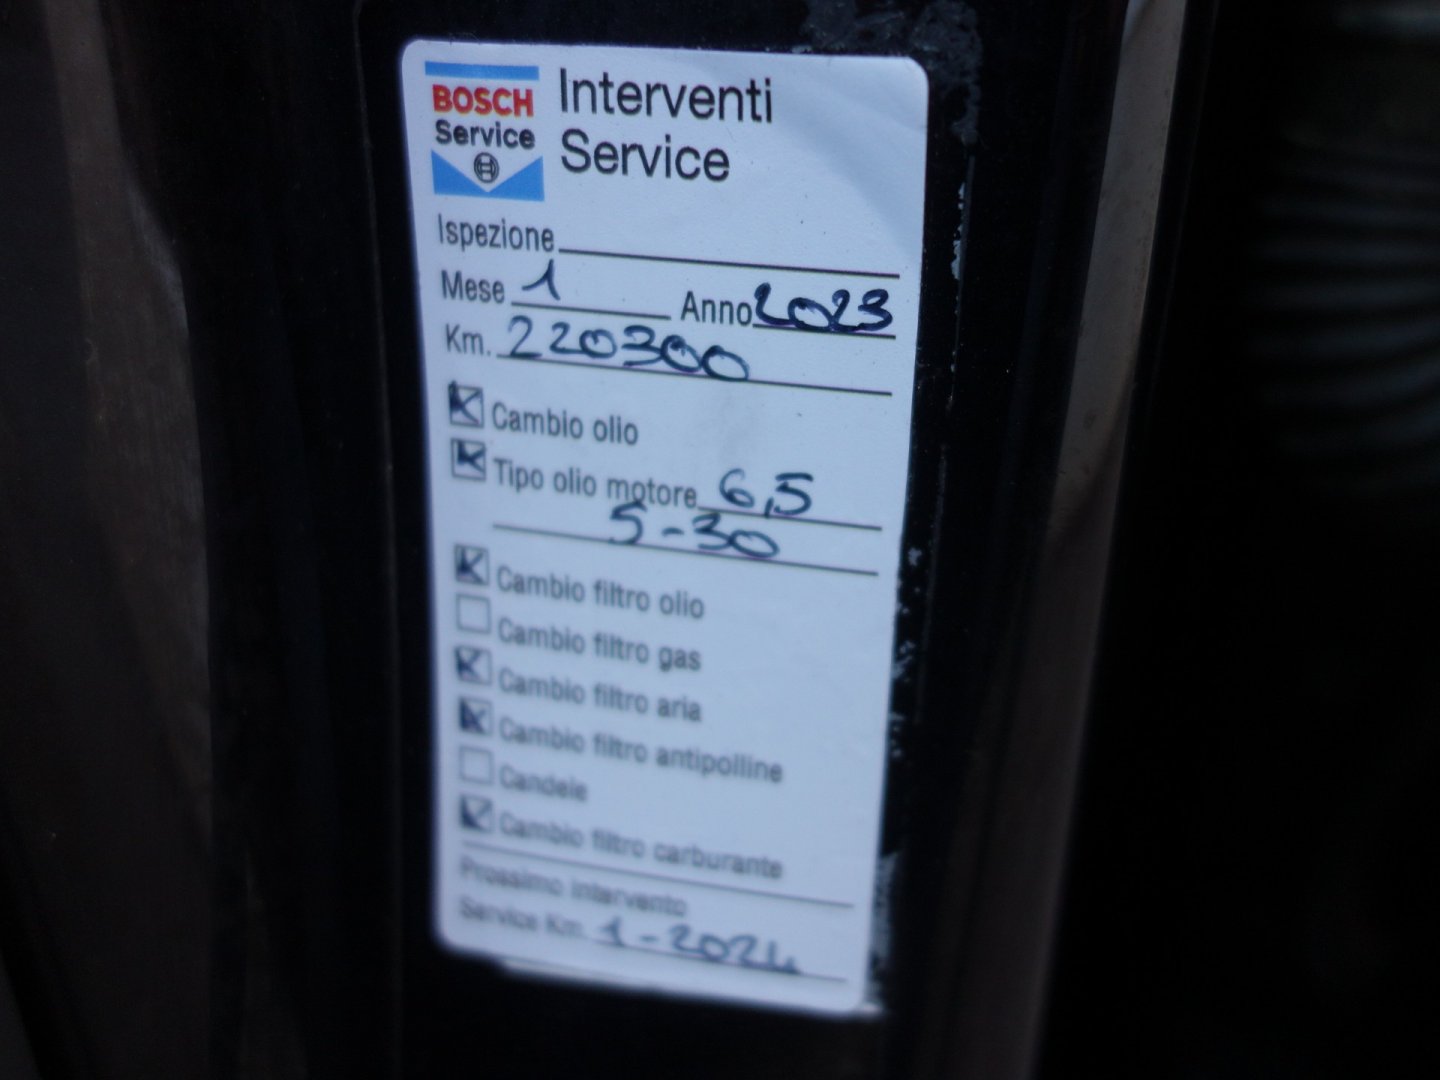 BOSCH
Service
Interventi
Service
Ispezione
Mese 1 Anno 2023
Km. 220300
Cambio olio
Tipo olio motore 6,5
5-30
Cambio filtro olio
Cambio filtro gas
Cambio filtro aria
Cambio filtro antipolline
Candele
Cambio filtro carburante
Prossimo intervento
Service Km. 1-2024